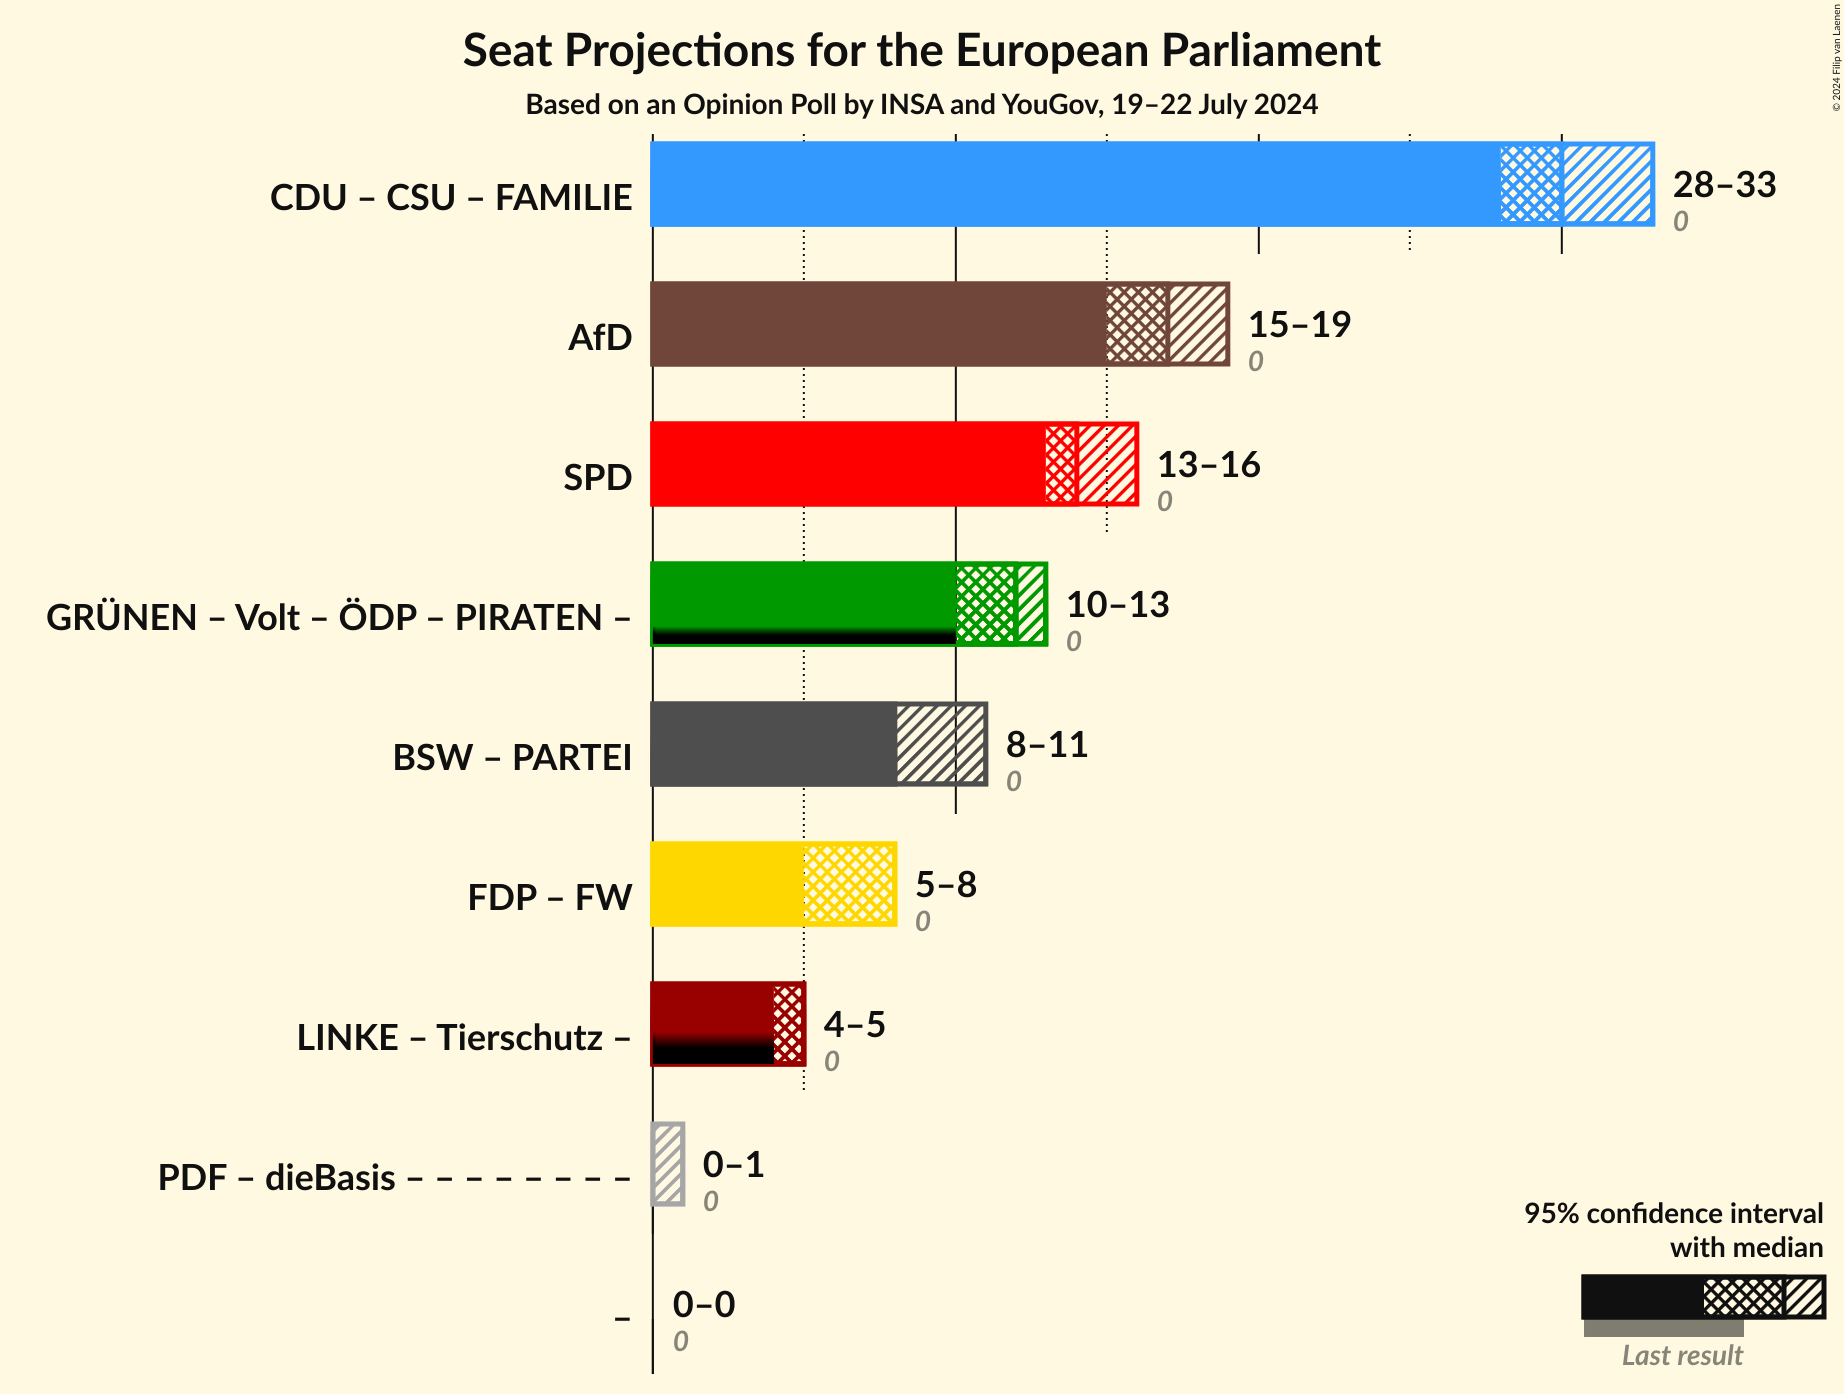 Seat Projections for the European Parliament
Based on an Opinion Poll by INSA and YouGov, 19–22 July 2024
© 2024 Filip van Laenen
CDU – CSU – FAMILIE
28–33
0
AfD
15–19
0
SPD
13–16
0
GRÜNEN – Volt – ÖDP – PIRATEN –
10–13
0
BSW – PARTEI
8–11
0
FDP – FW
5–8
0
LINKE – Tierschutz –
4–5
0
PDF – dieBasis – – – – – – – –
0–1
0
–
0–0
0
95% confidence interval
with median
Last result